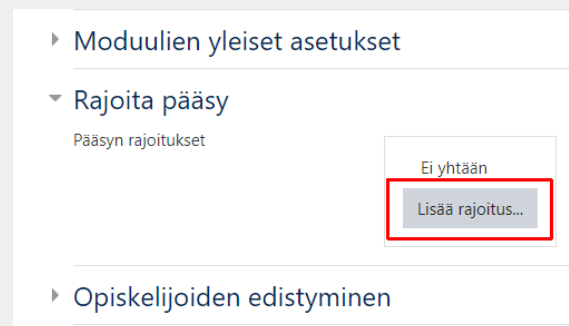 Moduulien yleiset asetukset
Rajoita pääsy
Pääsyn rajoitukset
Ei yhtään
Lisää rajoitus...
Opiskelijoiden edistyminen